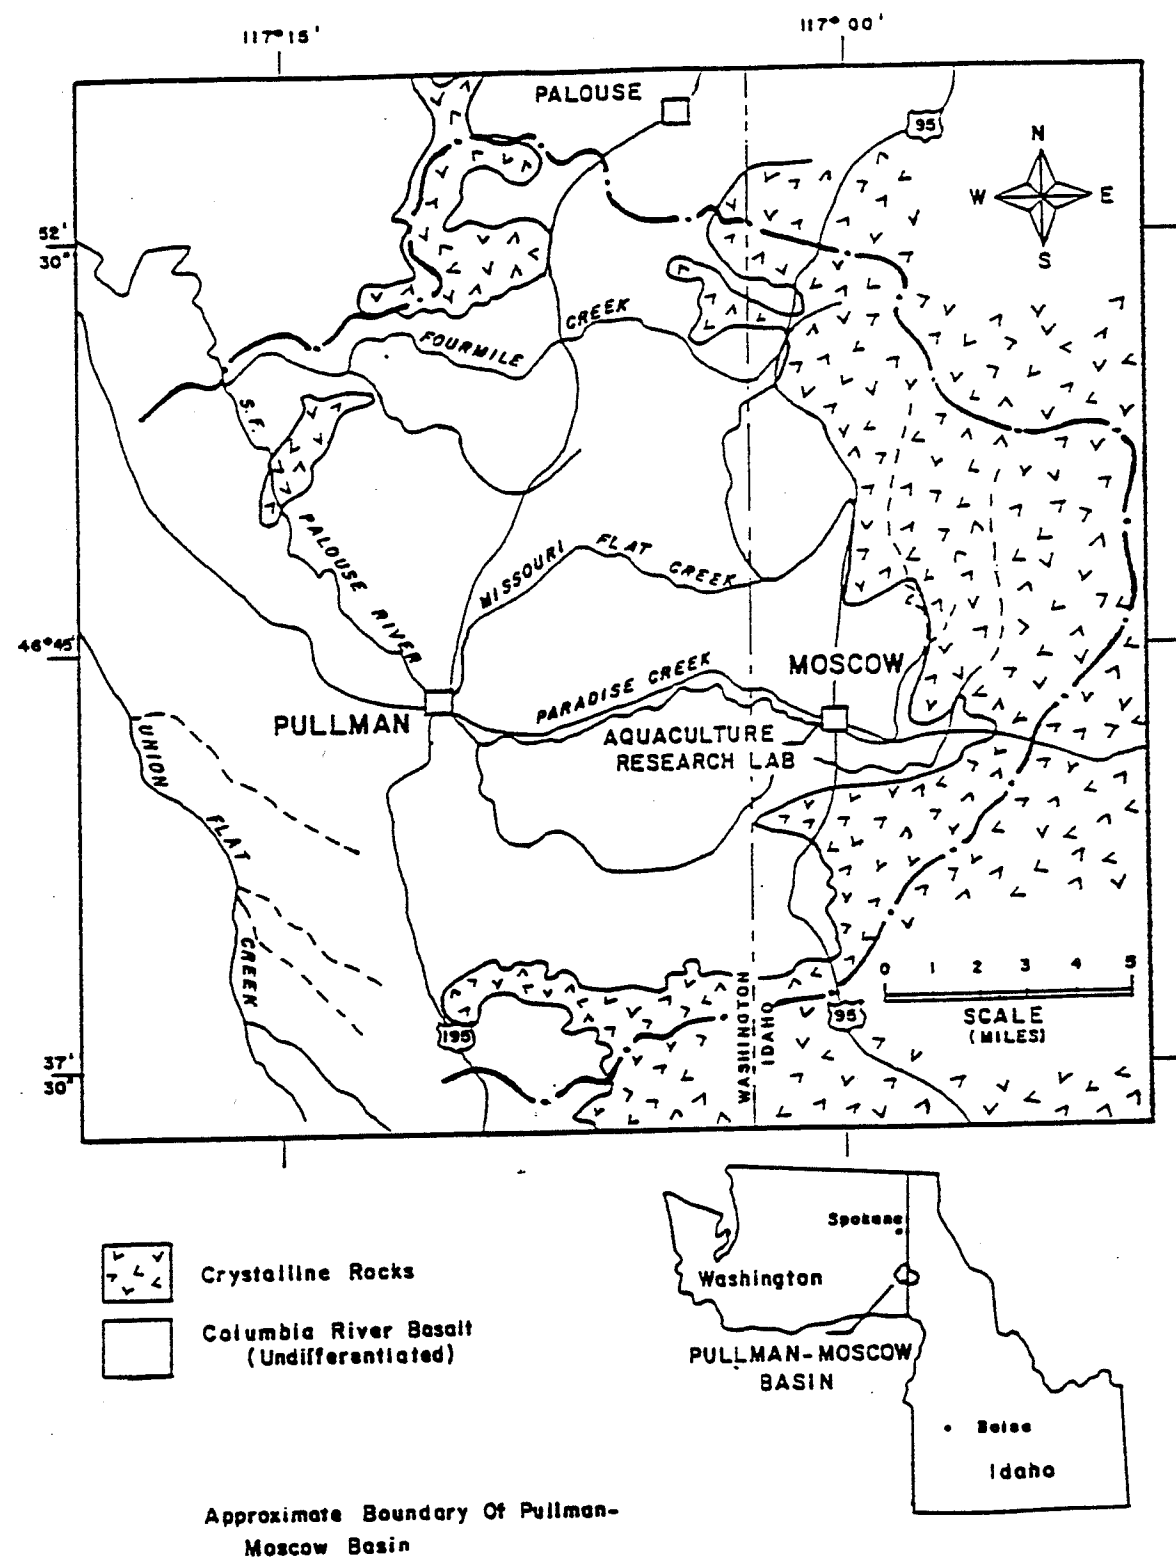 117° 15'
117° 00'
PALOUSE
95
N
W E
S
52'
30"
CREEK
FOURMILE
S.F.
PALOUSE RIVER
MISSOURI FLAT CREEK
46° 45'
MOSCOW
PARADISE CREEK
PULLMAN
AQUACULTURE
RESEARCH LAB
UNION FLAT CREEK
0 1 2 3 4 5
SCALE
(MILES)
WASHINGTON
IDAHO
95
195
37'
30"
Spokane
Crystalline Rocks
Washington
Columbia River Basalt
(Undifferentiated)
PULLMAN-MOSCOW
BASIN
Boise
Idaho
Approximate Boundary Of Pullman-
Moscow Basin